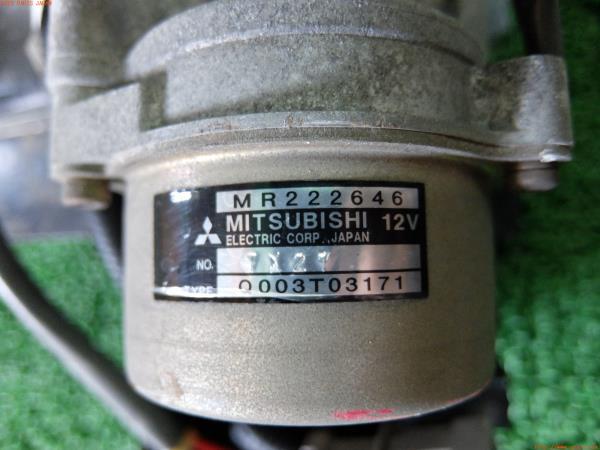 MR222646
MITSUBISHI 12V
ELECTRIC CORP. JAPAN
NO.
TYPE Q003T03171